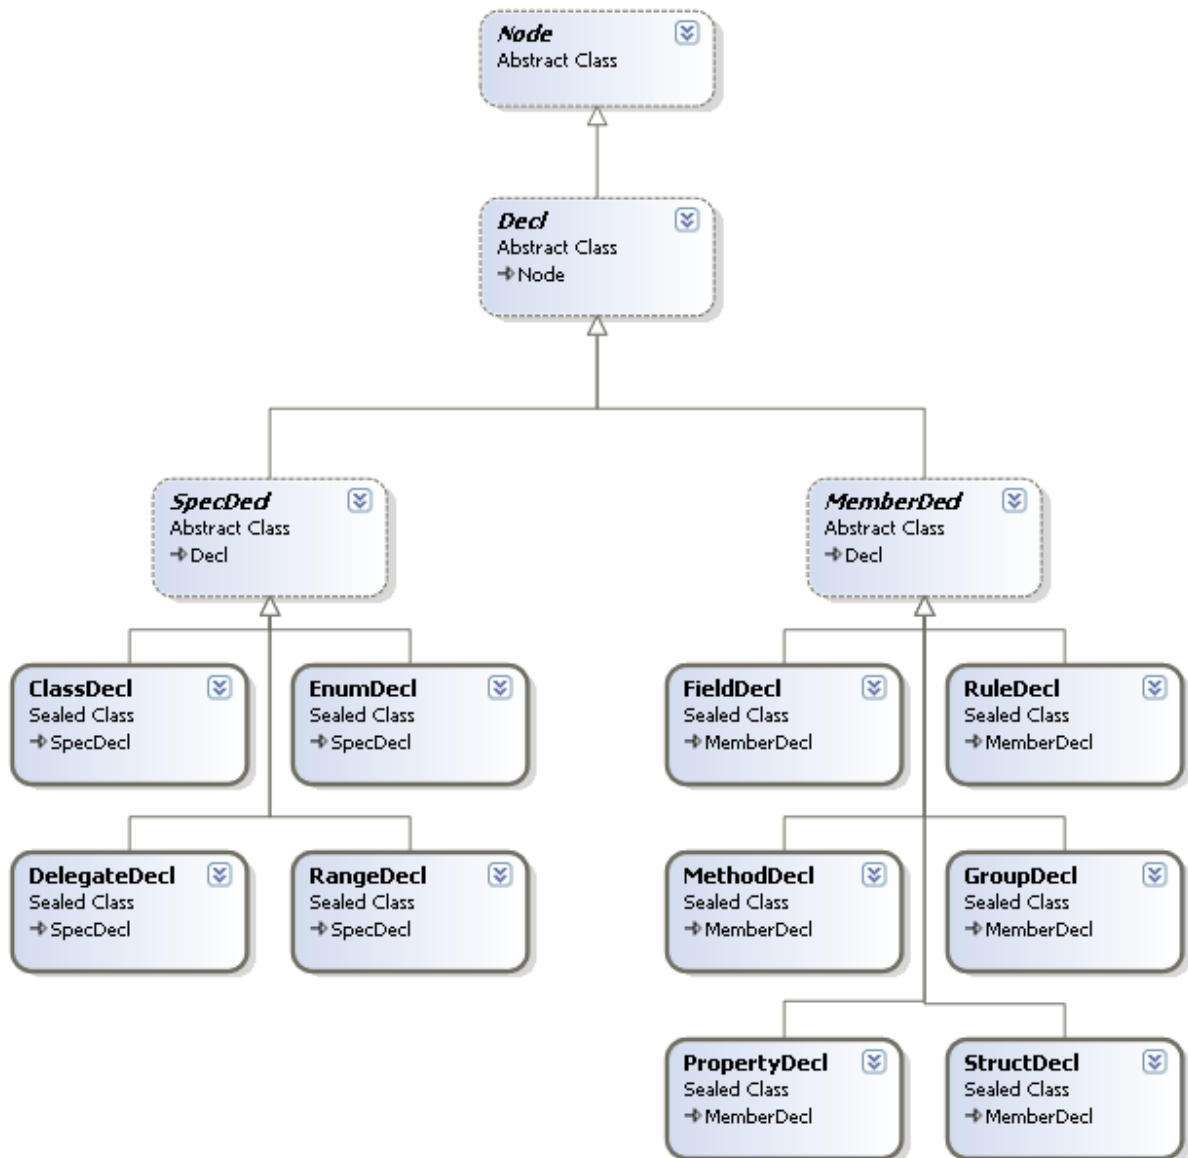 Node
Abstract Class
Decl
Abstract Class
Node
SpecDecl
Abstract Class
Decl
MemberDecl
Abstract Class
Decl
ClassDecl
Sealed Class
SpecDecl
EnumDecl
Sealed Class
SpecDecl
FieldDecl
Sealed Class
MemberDecl
RuleDecl
Sealed Class
MemberDecl
DelegateDecl
Sealed Class
SpecDecl
RangeDecl
Sealed Class
SpecDecl
MethodDecl
Sealed Class
MemberDecl
GroupDecl
Sealed Class
MemberDecl
PropertyDecl
Sealed Class
MemberDecl
StructDecl
Sealed Class
MemberDecl